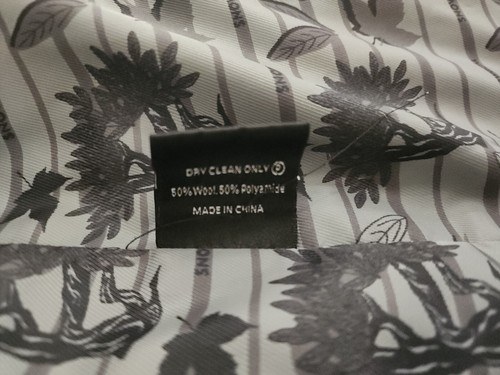 DRY CLEAN ONLY Ⓟ
50%Wool.50%Polyamide
MADE IN CHINA